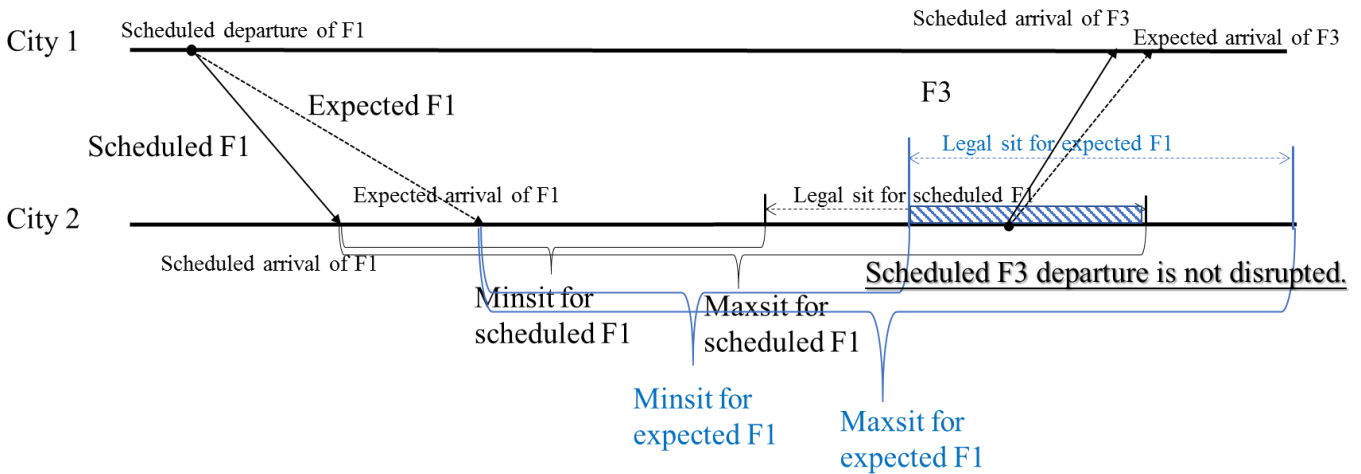 Scheduled departure of F1
Scheduled arrival of F3
City 1
Expected arrival of F3
Expected F1
F3
Scheduled F1
Legal sit for expected F1
Expected arrival of F1
Legal sit for scheduled F1
City 2
Scheduled arrival of F1
Scheduled F3 departure is not disrupted.
Minsit for
scheduled F1
Maxsit for
scheduled F1
Minsit for
expected F1
Maxsit for
expected F1